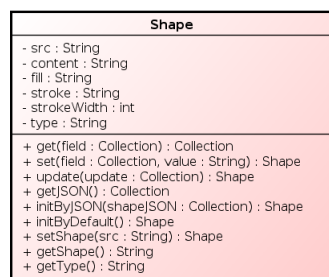 Shape
- src : String
- content : String
- fill : String
- stroke : String
- strokeWidth : int
- type : String
+ get(field : Collection) : Collection
+ set(field : Collection, value : String) : Shape
+ update(update : Collection) : Shape
+ getJSON() : Collection
+ initByJSON(shapeJSON : Collection) : Shape
+ initByDefault() : Shape
+ setShape(src : String) : Shape
+ getShape() : String
+ getType() : String